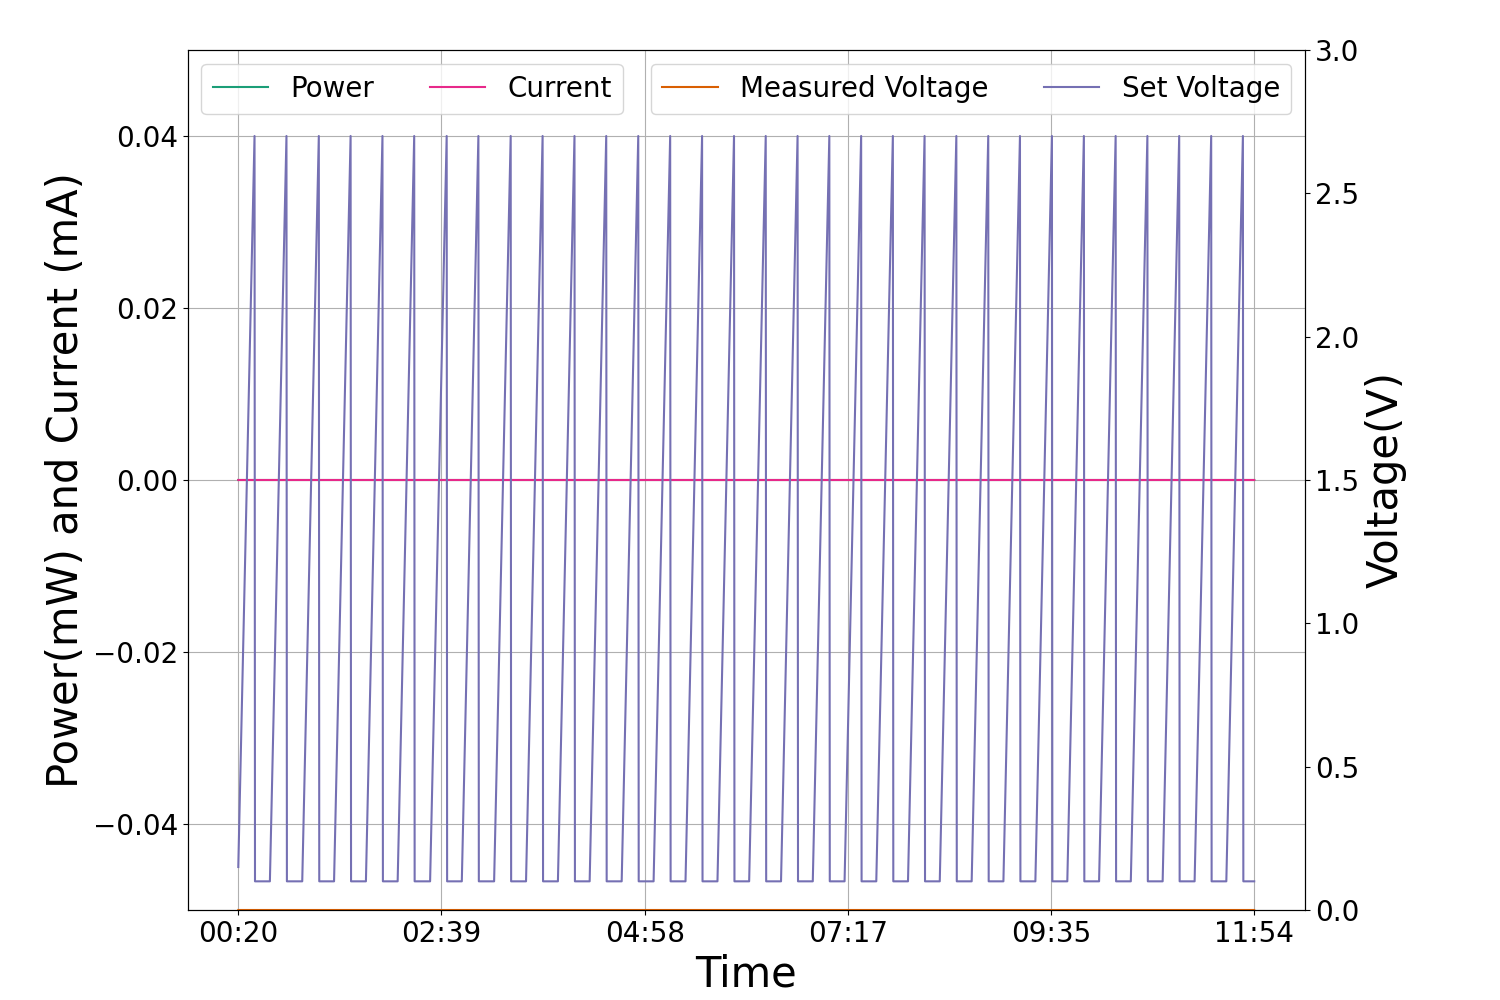 Power Current Measured Voltage Set Voltage
Power(mW) and Current (mA)
0.04
0.02
0.00
−0.02
−0.04
3.0
2.5
2.0
1.5
1.0
0.5
0.0
Voltage(V)
00:20 02:39 04:58 07:17 09:35 11:54
Time